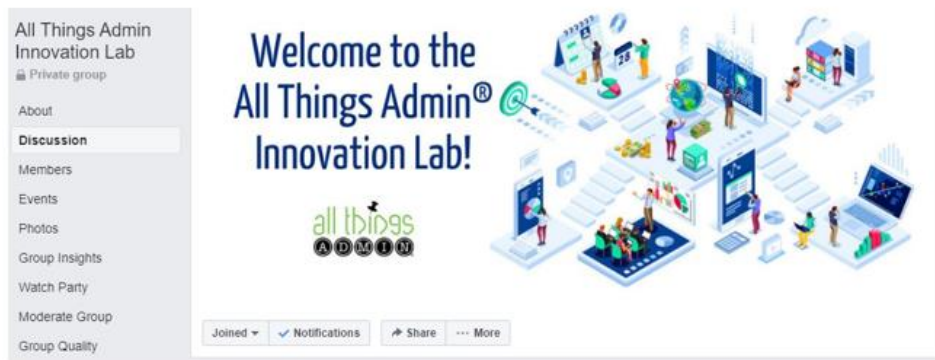 All Things Admin
Innovation Lab
Private group
About
Discussion
Members
Events
Photos
Group Insights
Watch Party
Moderate Group
Group Quality
Welcome to the
All Things Admin®
Innovation Lab!
all things
ADMIN
28
Joined
Notifications
Share
More